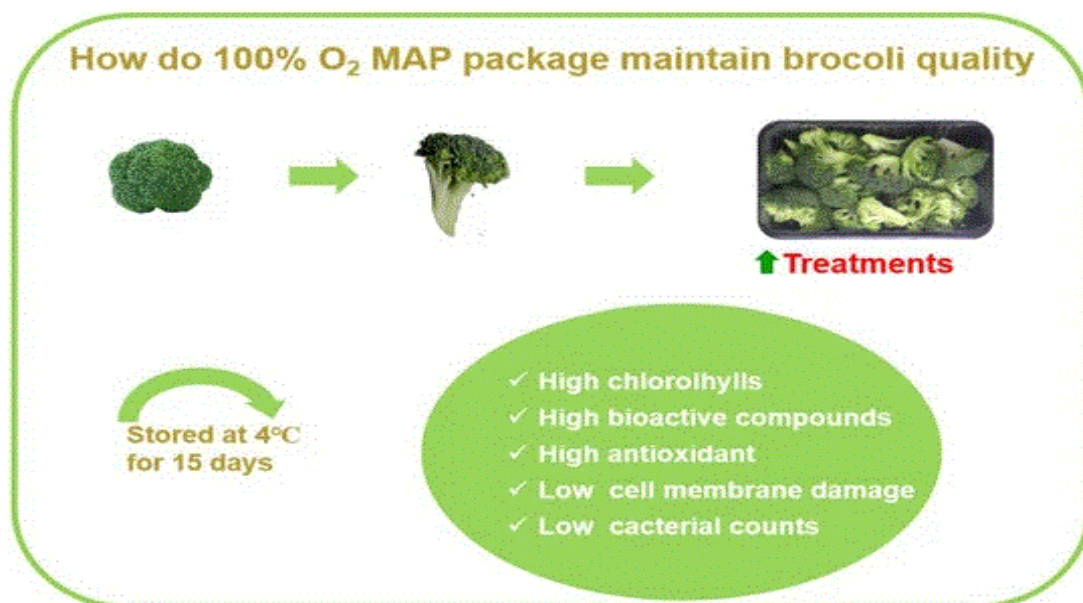 How do 100% O₂ MAP package maintain brocoli quality
Treatments
Stored at 4℃
for 15 days
✓ High chlorolhylls
✓ High bioactive compounds
✓ High antioxidant
✓ Low cell membrane damage
✓ Low cacterial counts